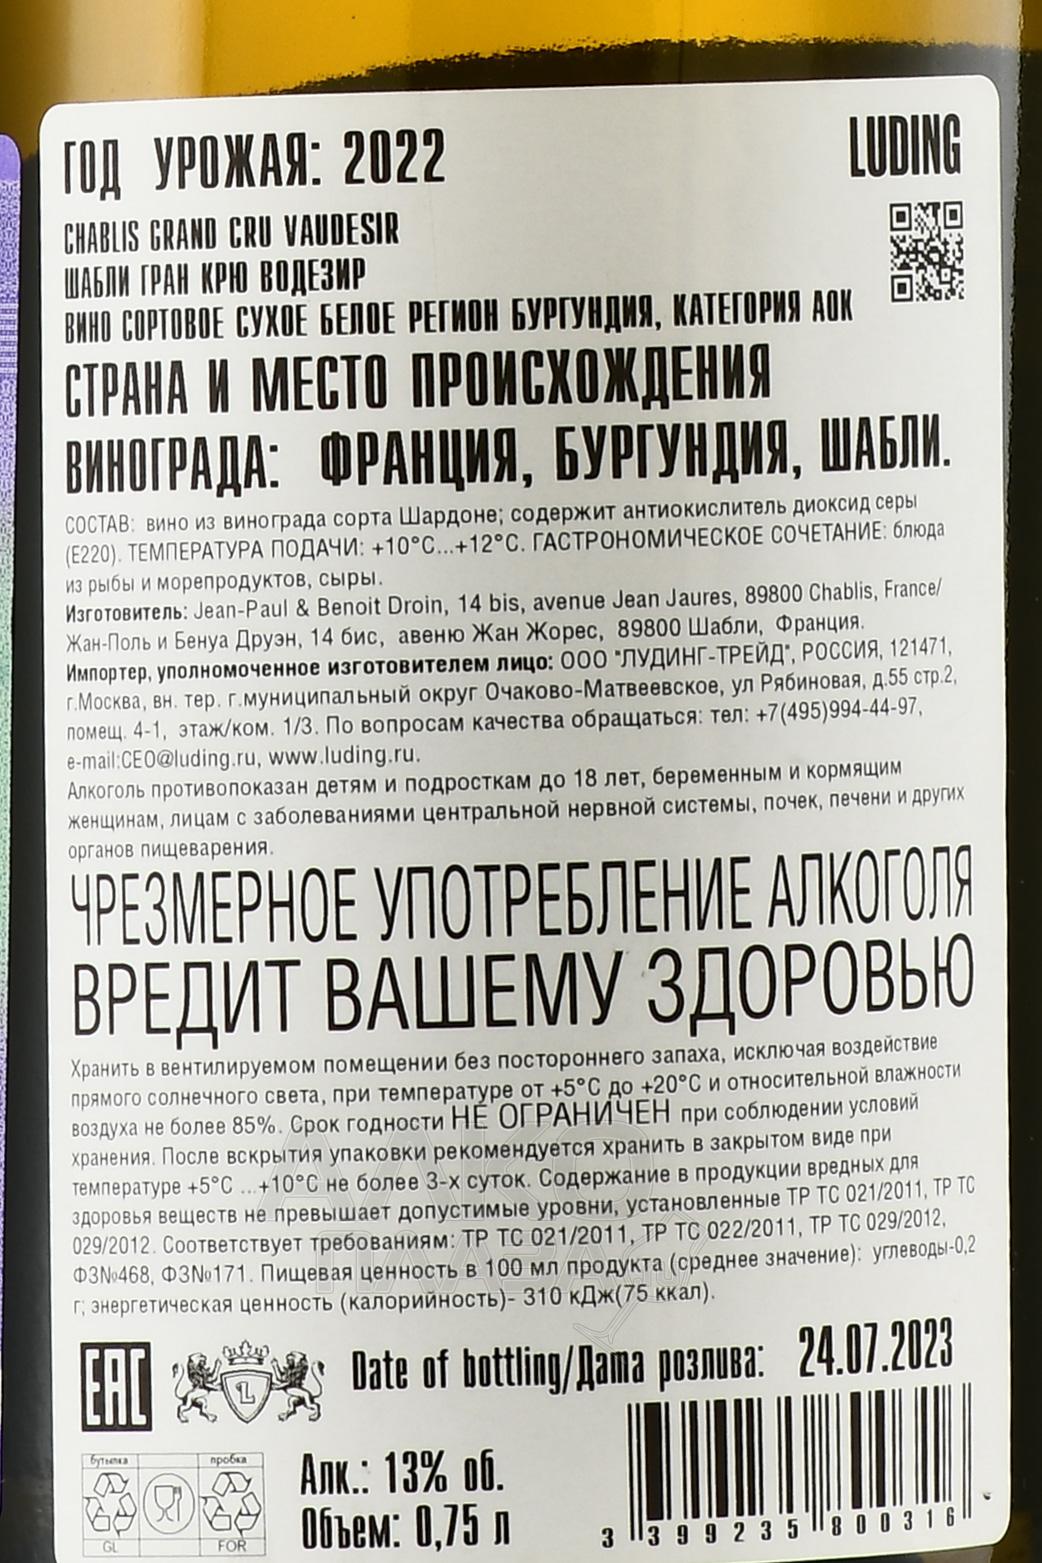 ГОД УРОЖАЯ: 2022
LUDING
CHABLIS GRAND CRU VAUDESIR
ШАБЛИ ГРАН КРЮ ВОДЕЗИР
ВИНО СОРТОВОЕ СУХОЕ БЕЛОЕ РЕГИОН БУРГУНДИЯ, КАТЕГОРИЯ АОК
СТРАНА И МЕСТО ПРОИСХОЖДЕНИЯ
ВИНОГРАДА: ФРАНЦИЯ, БУРГУНДИЯ, ШАБЛИ.
СОСТАВ: вино из винограда сорта Шардоне; содержит антиокислитель диоксид серы
(Е220). ТЕМПЕРАТУРА ПОДАЧИ: +10°С...+12°С. ГАСТРОНОМИЧЕСКОЕ СОЧЕТАНИЕ: блюда
из рыбы и морепродуктов, сыры.
Изготовитель: Jean-Paul & Benoit Droin, 14 bis, avenue Jean Jaures, 89800 Chablis, France/
Жан-Поль и Бенуа Друэн, 14 бис, авеню Жан Жорес, 89800 Шабли, Франция.
Импортер, уполномоченное изготовителем лицо: ООО "ЛУДИНГ-ТРЕЙД", РОССИЯ, 121471,
г.Москва, вн. тер. г.муниципальный округ Очаково-Матвеевское, ул Рябиновая, д.55 стр.2,
помещ. 4-1, этаж/ком. 1/3. По вопросам качества обращаться: тел: +7(495)994-44-97,
e-mail:CEO@luding.ru, www.luding.ru.
Алкоголь противопоказан детям и подросткам до 18 лет, беременным и кормящим
женщинам, лицам с заболеваниями центральной нервной системы, почек, печени и других
органов пищеварения.
ЧРЕЗМЕРНОЕ УПОТРЕБЛЕНИЕ АЛКОГОЛЯ
ВРЕДИТ ВАШЕМУ ЗДОРОВЬЮ
Хранить в вентилируемом помещении без постороннего запаха, исключая воздействие
прямого солнечного света, при температуре от +5°С до +20°С и относительной влажности
воздуха не более 85%. Срок годности НЕ ОГРАНИЧЕН при соблюдении условий
хранения. После вскрытия упаковки рекомендуется хранить в закрытом виде при
температуре +5°С ...+10°С не более 3-х суток. Содержание в продукции вредных для
здоровья веществ не превышает допустимые уровни, установленные ТР ТС 021/2011, ТР ТС
029/2012. Соответствует требованиям: ТР ТС 021/2011, ТР ТС 022/2011, ТР ТС 029/2012,
ФЗ№468, ФЗ№171. Пищевая ценность в 100 мл продукта (среднее значение): углеводы-0,2
г; энергетическая ценность (калорийность)- 310 кДж(75 ккал).
EAC
L
Date of bottling/Дата розлива: 24.07.2023
бутылка
пробка
GL
FOR
Алк.: 13% об.
Объем: 0,75 л
3 399235 800316